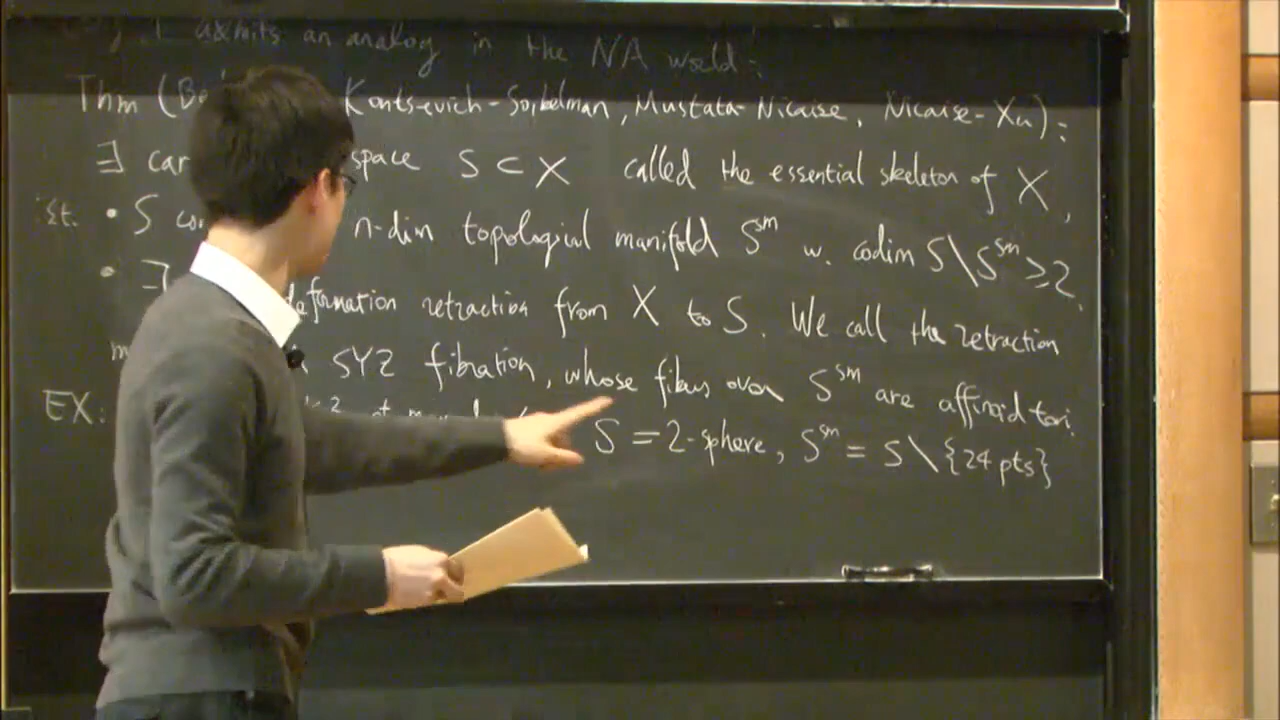 admits an analog in the NA world:
Thm (Be Kontsevich-Soibelman, Mustata-Nicaise, Nicaise-Xu):
∃ can space S ⊂ X called the essential skeleton of X,
s.t. • S co n-dim topological manifold S^sm w. codim S\S^sm ≥ 2.
• ∃ formation retraction from X to S. We call the retraction
m SYZ fibration, whose fibers over S^sm are affinoid tori.
EX: S = 2-sphere, S^sm = S \ {24 pts}